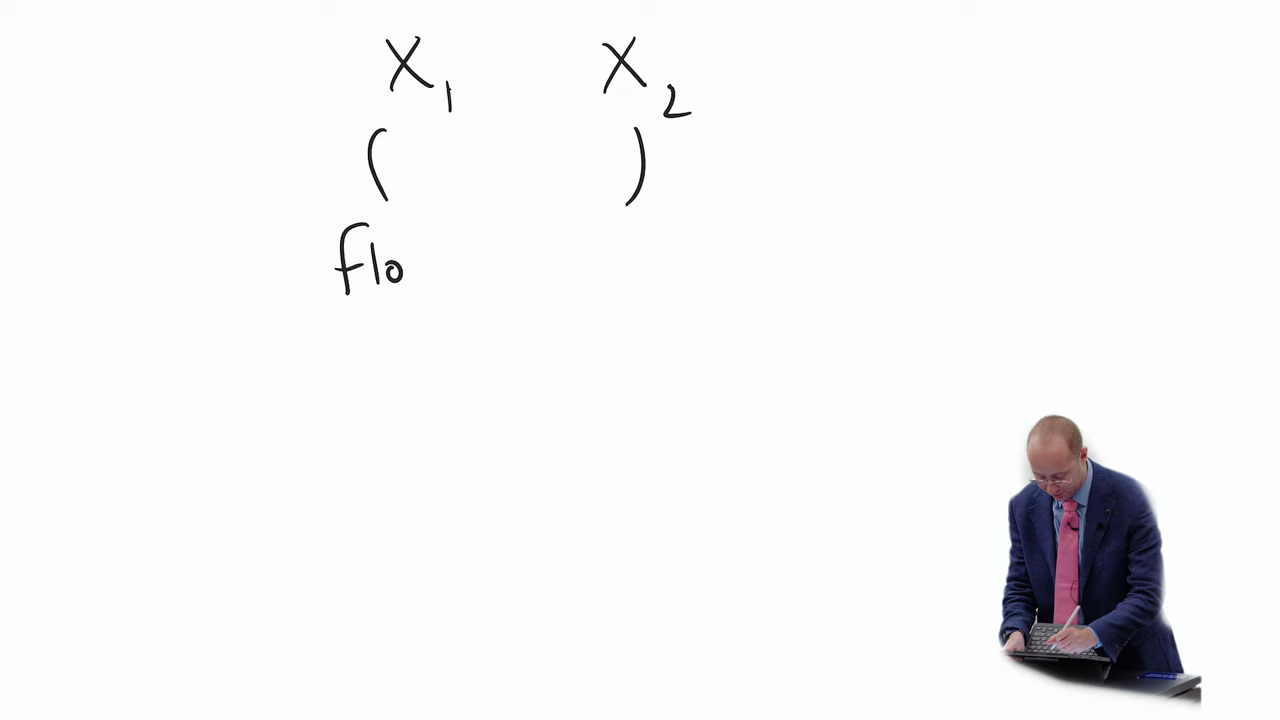 X₁ X₂
( )
flo